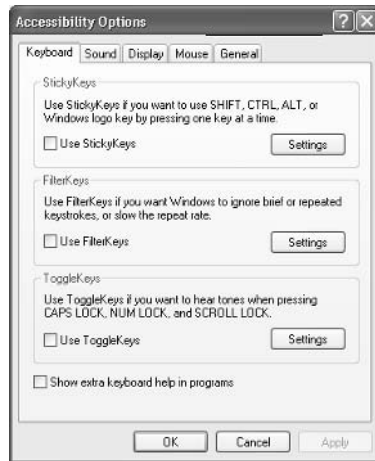 Accessibility Options
Keyboard Sound Display Mouse General
StickyKeys
Use StickyKeys if you want to use SHIFT, CTRL, ALT, or
Windows logo key by pressing one key at a time.
Use StickyKeys Settings
FilterKeys
Use FilterKeys if you want Windows to ignore brief or repeated
keystrokes, or slow the repeat rate.
Use FilterKeys Settings
ToggleKeys
Use ToggleKeys if you want to hear tones when pressing
CAPS LOCK, NUM LOCK, and SCROLL LOCK.
Use ToggleKeys Settings
Show extra keyboard help in programs
OK Cancel Apply